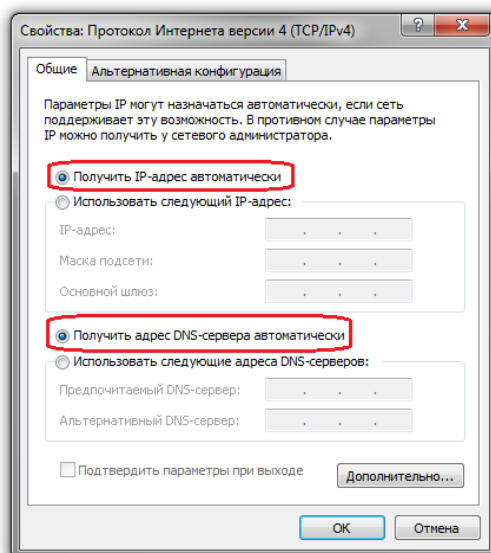 Свойства: Протокол Интернета версии 4 (TCP/IPv4)
Общие Альтернативная конфигурация
Параметры IP могут назначаться автоматически, если сеть
поддерживает эту возможность. В противном случае параметры
IP можно получить у сетевого администратора.
Получить IP-адрес автоматически
Использовать следующий IP-адрес:
IP-адрес:
Маска подсети:
Основной шлюз:
Получить адрес DNS-сервера автоматически
Использовать следующие адреса DNS-серверов:
Предпочитаемый DNS-сервер:
Альтернативный DNS-сервер:
Подтвердить параметры при выходе
Дополнительно...
ОК Отмена